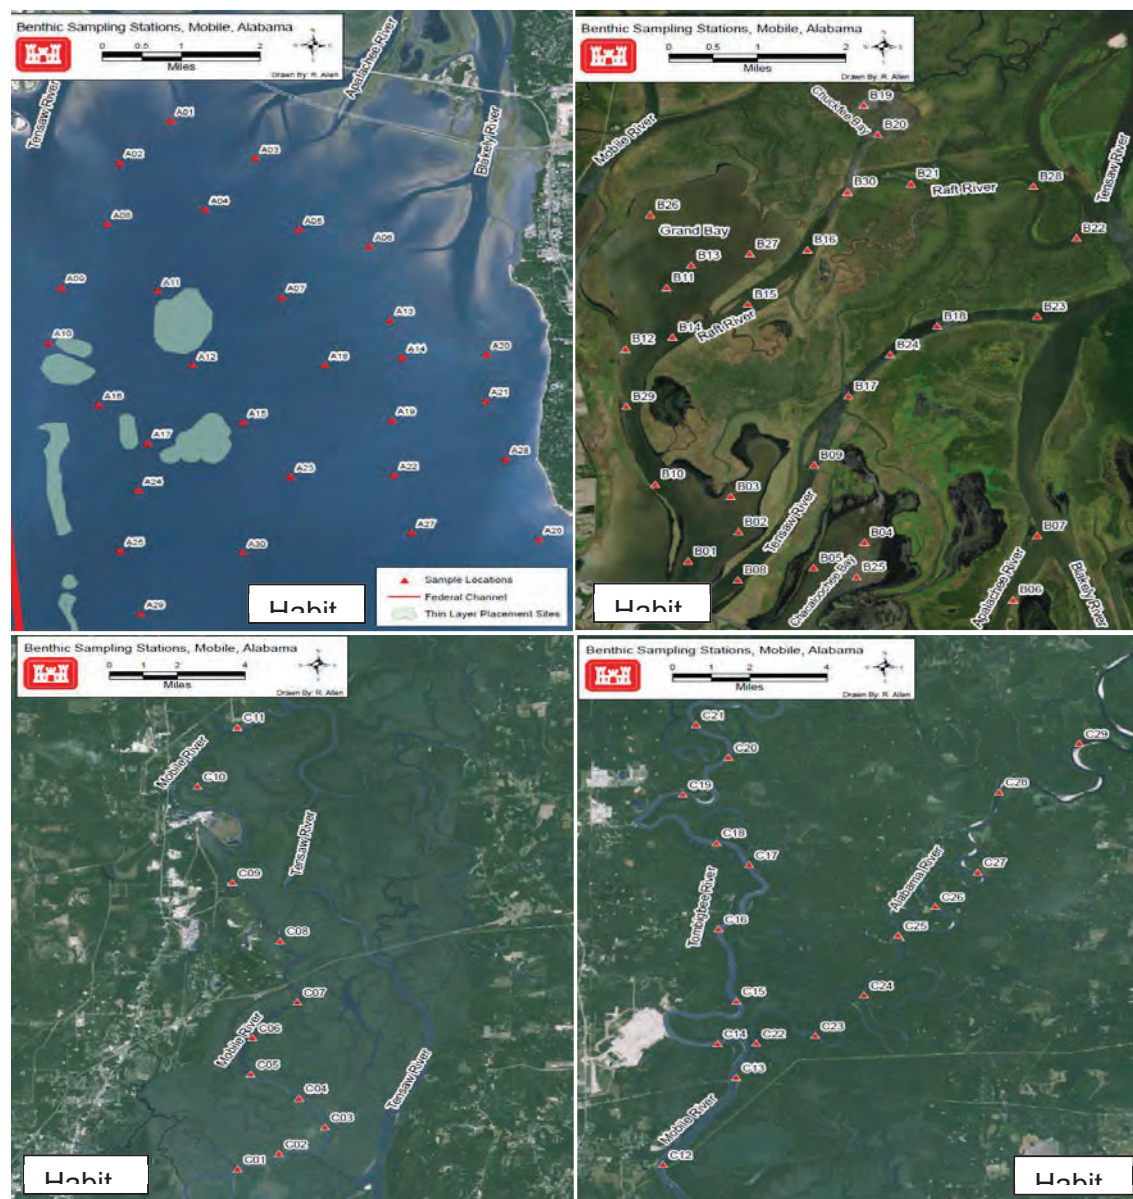 Benthic Sampling Stations, Mobile, Alabama
0 0.5 1 2
Miles
Drawn By: R. Allen
Tensaw River
Apalachee River
Blakely River
A01
A02
A03
A04
A08
A05
A06
A09
A11
A07
A13
A10
A12
A18
A14
A20
A16
A15
A19
A21
A17
A24
A23
A22
A28
A25
A30
A27
A26
A29
Sample Locations
Federal Channel
Thin Layer Placement Sites
Habit
Benthic Sampling Stations, Mobile, Alabama
0 0.5 1 2
Miles
Drawn By: R. Allen
B19
Chuckfee Bay
B20
Mobile River
Tensaw River
B30
B21
Raft River
B28
B26
Grand Bay
B27
B16
B22
B13
B11
B15
B14
Raft River
B18
B23
B12
B24
B29
B17
B09
B10
B03
Tensaw River
B02
B04
B07
B01
B08
B05
B25
Chacaloochee Bay
B06
Apalachee River
Blakely River
Habit
Benthic Sampling Stations, Mobile, Alabama
0 1 2 4
Miles
Drawn By: R. Allen
C11
Mobile River
C10
Tensaw River
C09
C08
C07
C06
Mobile River
C05
C04
Tensaw River
C03
C02
C01
Habit
Benthic Sampling Stations, Mobile, Alabama
0 1 2 4
Miles
Drawn By: R. Allen
C21
C20
C29
C19
C28
C18
C17
C27
Alabama River
C26
Tombigbee River
C16
C25
C15
C24
C14
C22
C23
C13
Mobile River
C12
Habit